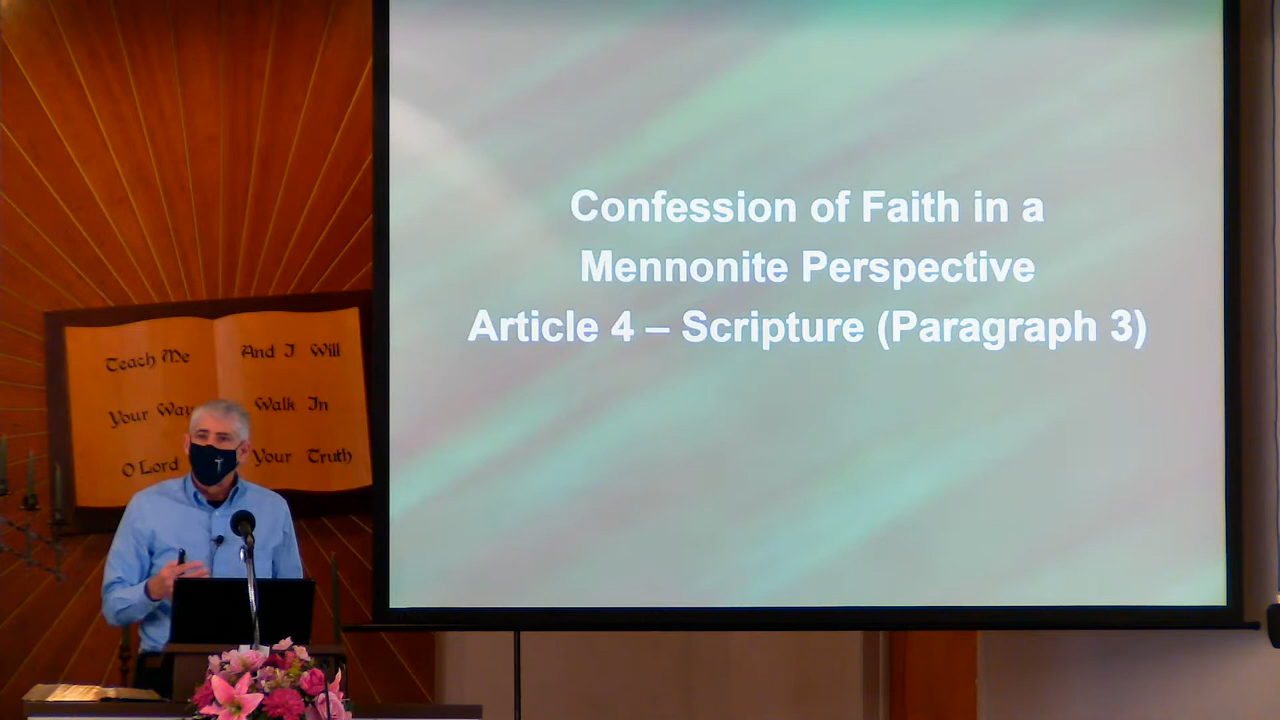 Confession of Faith in a
Mennonite Perspective
Article 4 – Scripture (Paragraph 3)
Teach Me
Your Way
O Lord
And I Will
Walk In
Your Truth